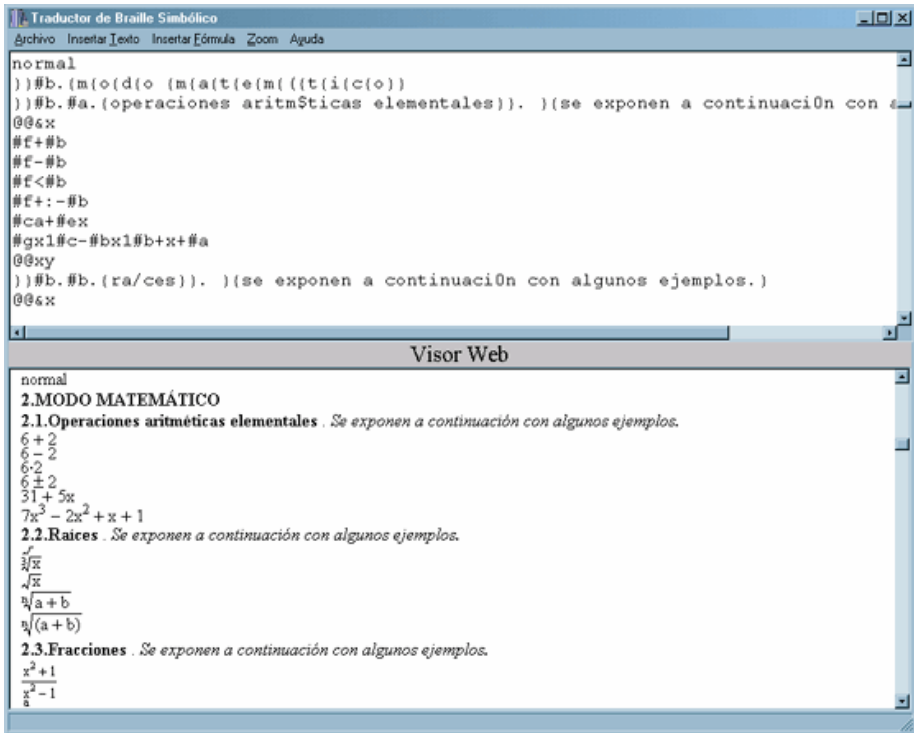 Traductor de Braille Simbólico
Archivo Insertar Texto Insertar Fórmula Zoom Ayuda
normal
))#b.{m{o{d{o {m{a{t{e{m{({t{i{c{o))
))#b.#a.(operaciones aritm$ticas elementales)). )(se exponen a continuaci0n con a
@@&x
#f+#b
#f-#b
#f<#b
#f+:-#b
#ca+#ex
#gx1#c-#bx1#b+x+#a
@@xy
))#b.#b.(ra/ces)). )(se exponen a continuaci0n con algunos ejemplos.)
@@&x
Visor Web
normal
2.MODO MATEMÁTICO
2.1.Operaciones aritméticas elementales . Se exponen a continuación con algunos ejemplos.
6 + 2
6 − 2
6·2
6 ± 2
31 + 5x
7x³ − 2x² + x + 1
2.2.Raíces . Se exponen a continuación con algunos ejemplos.
√
∛x
√x
ⁿ√a + b
ⁿ√(a + b)
2.3.Fracciones . Se exponen a continuación con algunos ejemplos.
x² + 1
x² − 1
a